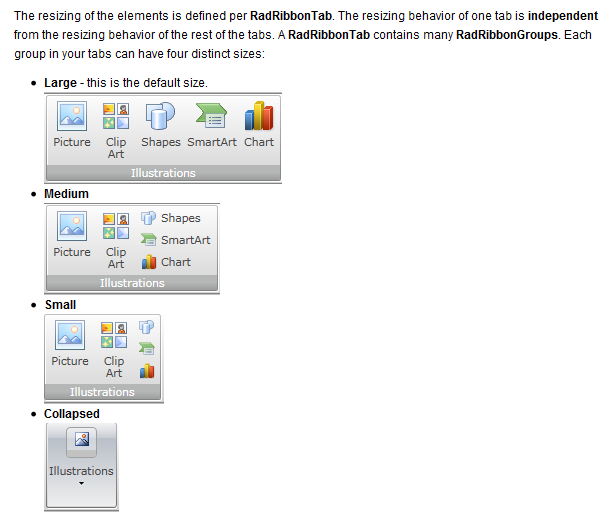 The resizing of the elements is defined per RadRibbonTab. The resizing behavior of one tab is independent
from the resizing behavior of the rest of the tabs. A RadRibbonTab contains many RadRibbonGroups. Each
group in your tabs can have four distinct sizes:
• Large - this is the default size.
Picture Clip Shapes SmartArt Chart
Art
Illustrations
• Medium
Shapes
SmartArt
Picture Clip
Art Chart
Illustrations
• Small
Picture Clip
Art
Illustrations
• Collapsed
Illustrations